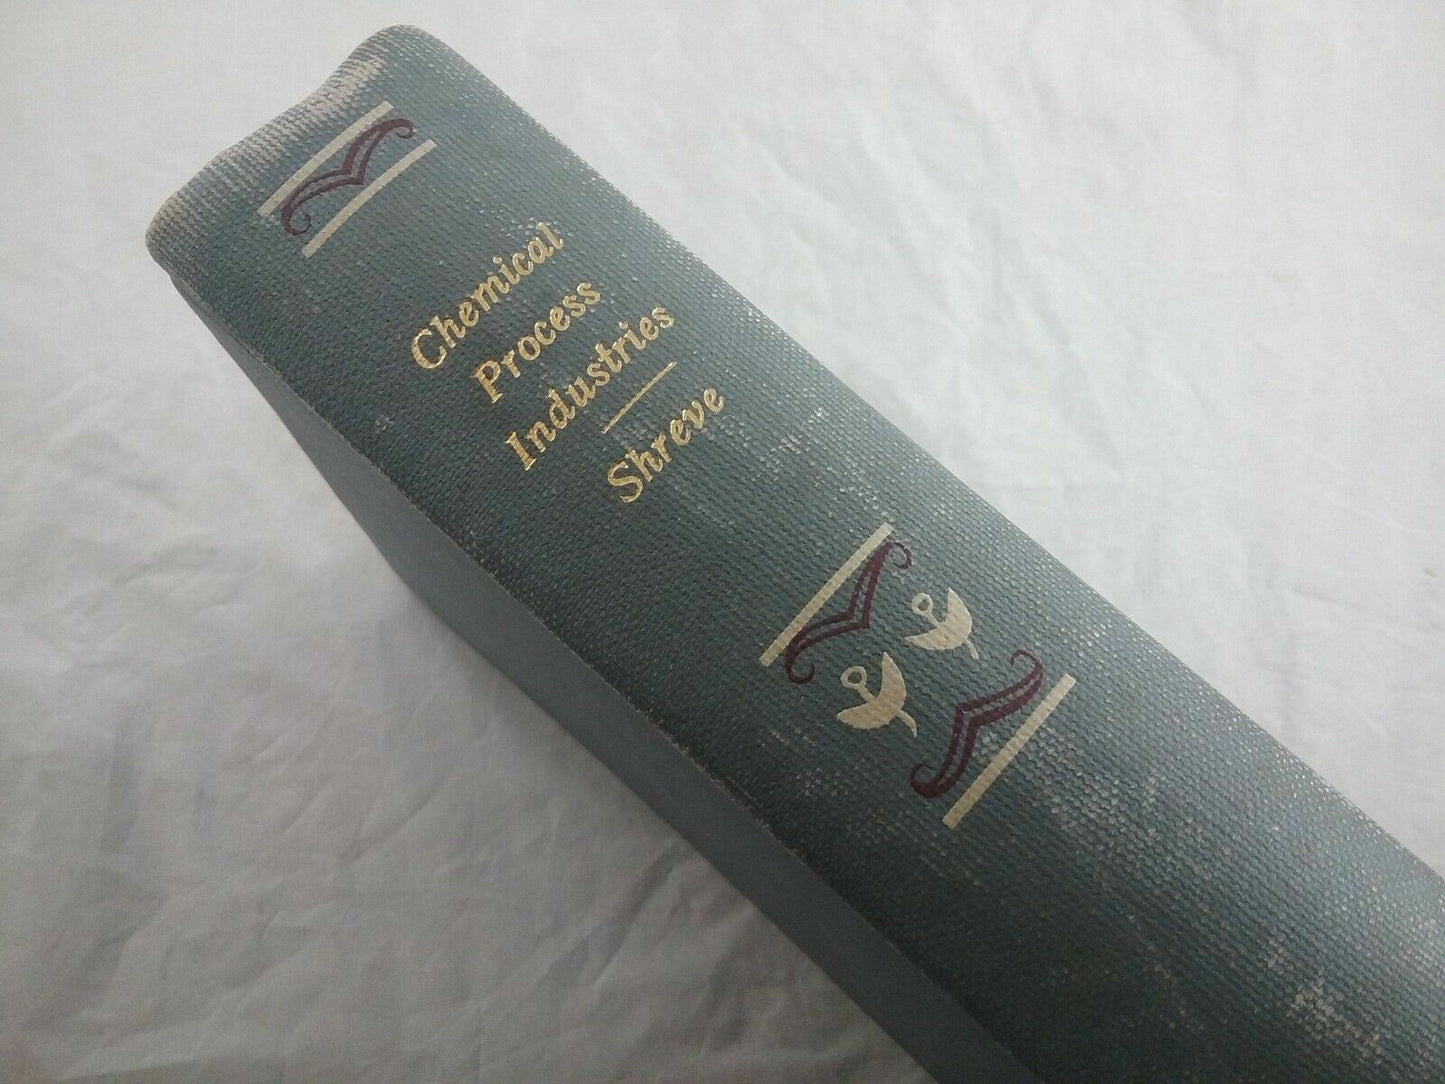 Chemical
Process
Industries
Shreve